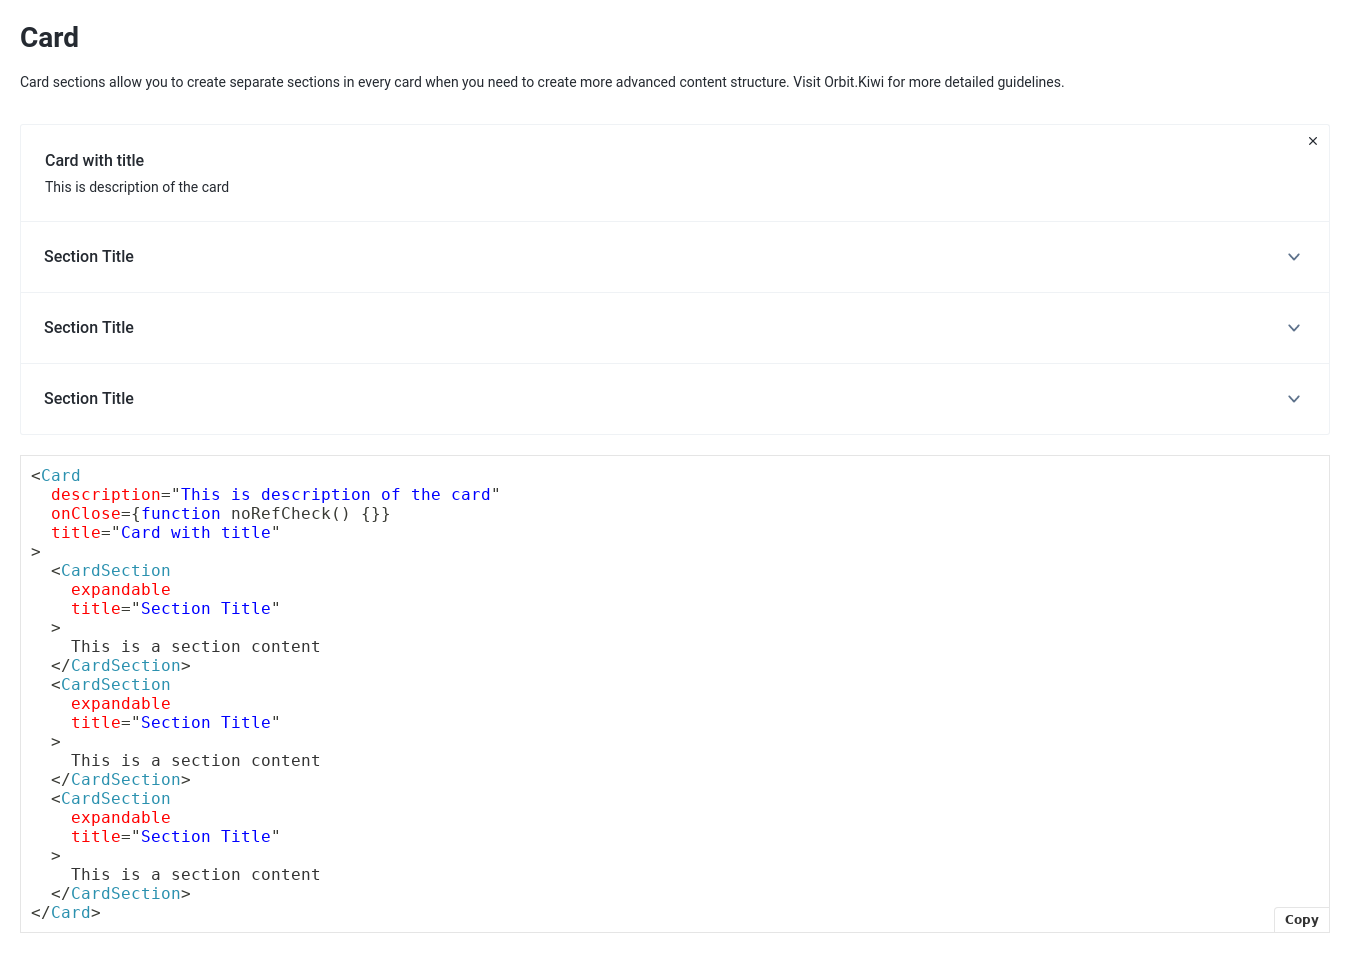 Card
Card sections allow you to create separate sections in every card when you need to create more advanced content structure. Visit Orbit.Kiwi for more detailed guidelines.
Card with title
This is description of the card
Section Title
Section Title
Section Title
<Card
  description="This is description of the card"
  onClose={function noRefCheck() {}}
  title="Card with title"
>
  <CardSection
    expandable
    title="Section Title"
  >
    This is a section content
  </CardSection>
  <CardSection
    expandable
    title="Section Title"
  >
    This is a section content
  </CardSection>
  <CardSection
    expandable
    title="Section Title"
  >
    This is a section content
  </CardSection>
</Card>
Copy